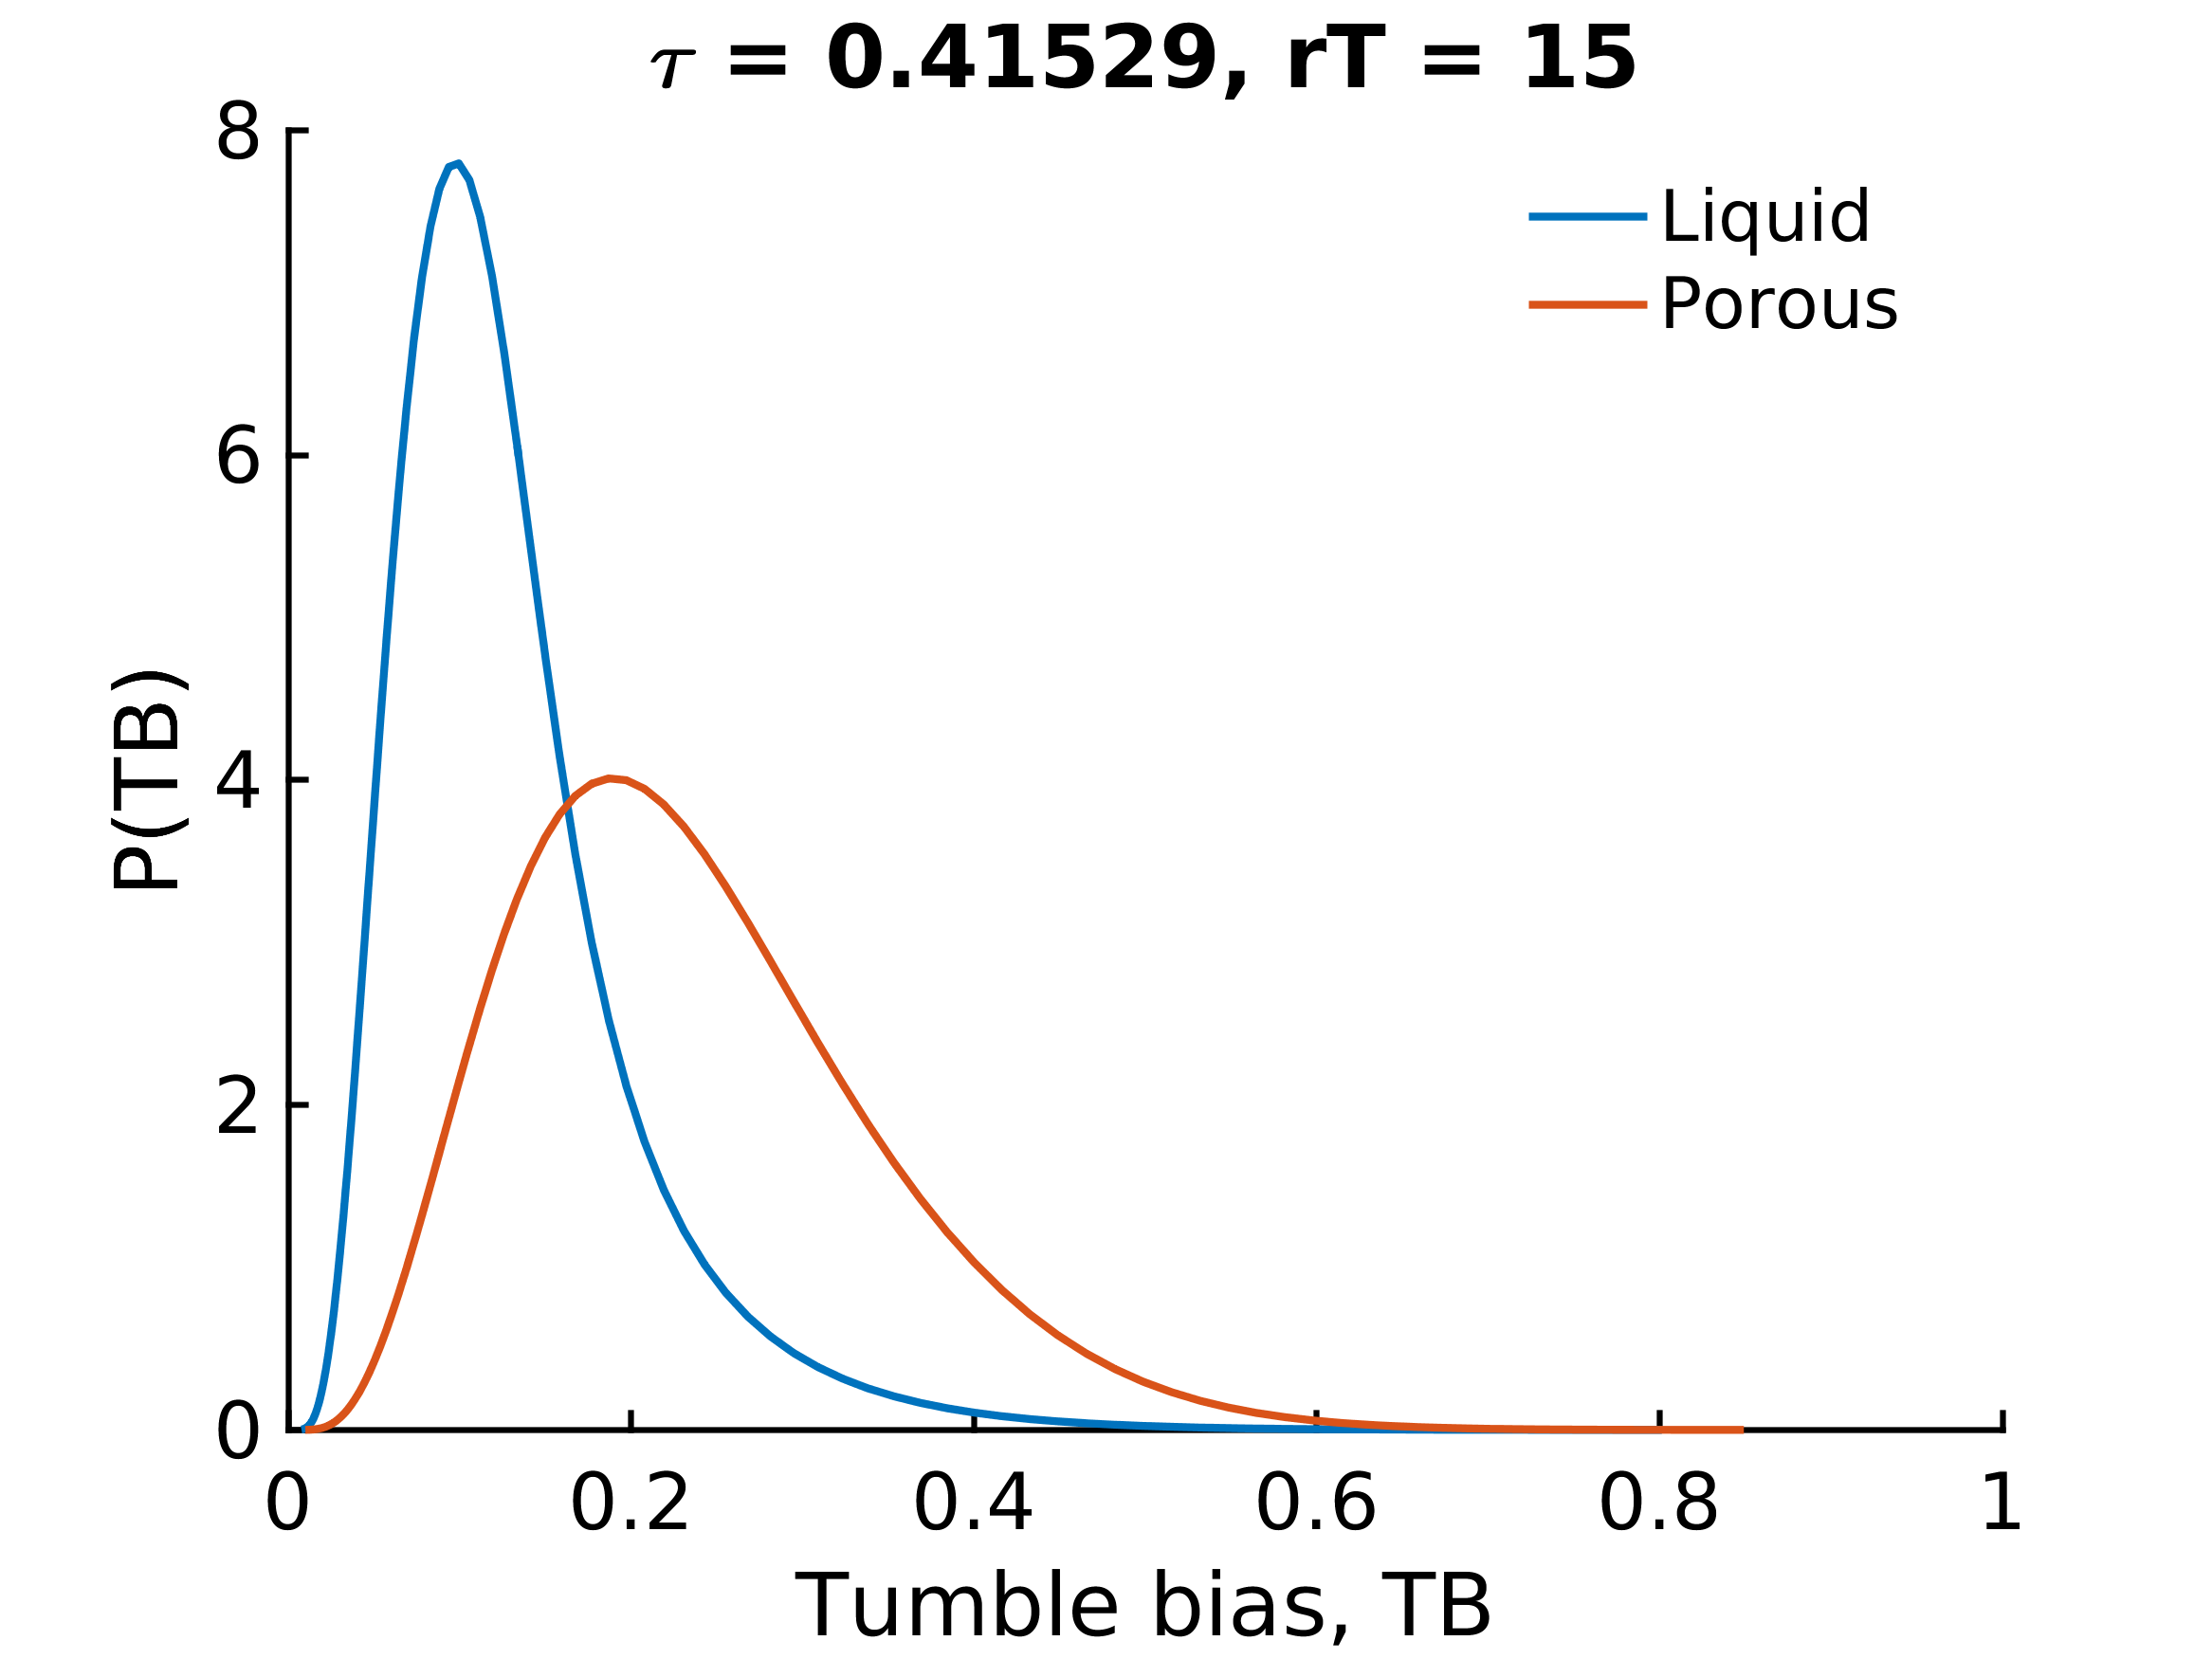 τ = 0.41529, rT = 15
8
6
4
2
0
P(TB)
Liquid
Porous
0 0.2 0.4 0.6 0.8 1
Tumble bias, TB